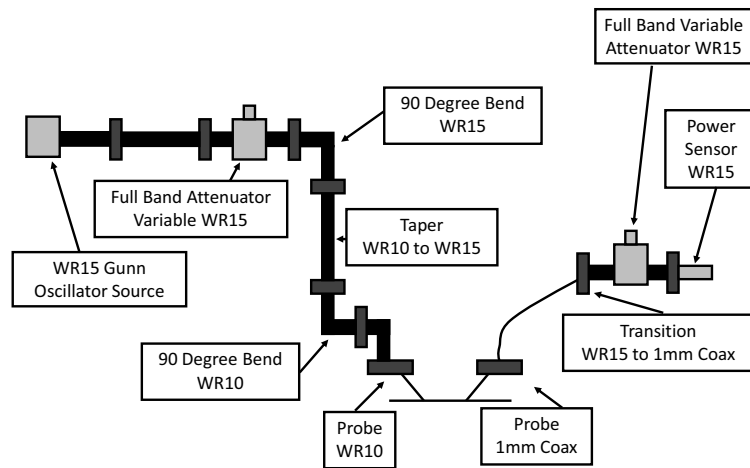 Full Band Variable
Attenuator WR15
90 Degree Bend
WR15
Power
Sensor
WR15
Full Band Attenuator
Variable WR15
Taper
WR10 to WR15
WR15 Gunn
Oscillator Source
Transition
WR15 to 1mm Coax
90 Degree Bend
WR10
Probe
WR10
Probe
1mm Coax